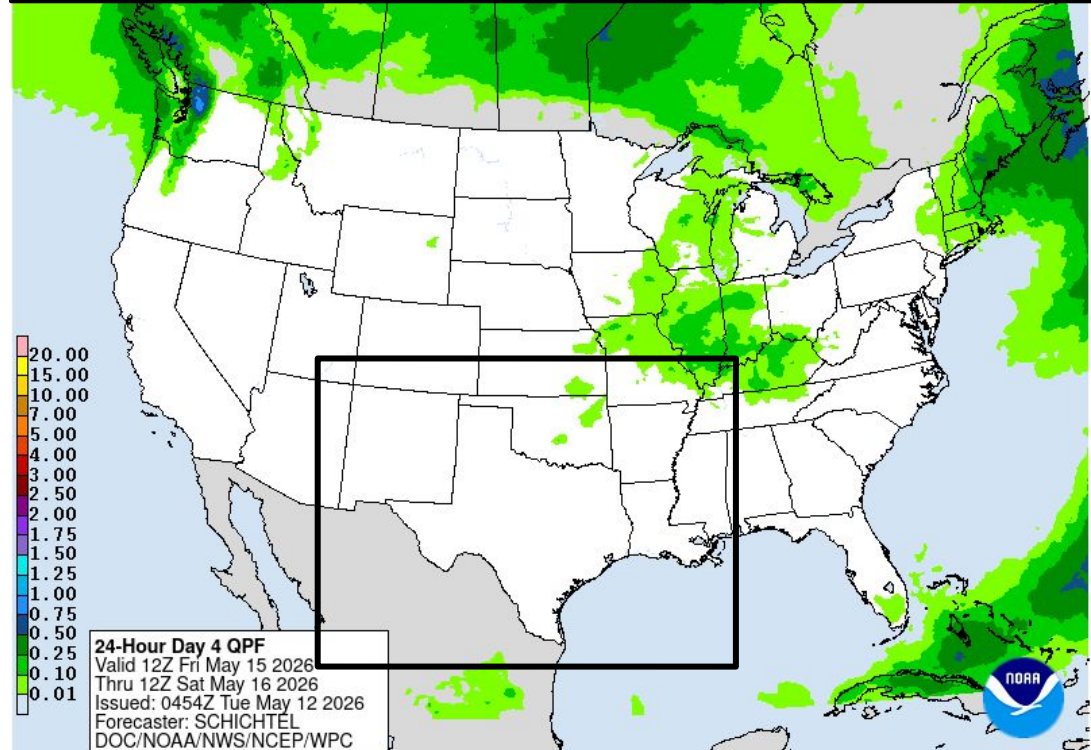 20.00
15.00
10.00
7.00
5.00
4.00
3.00
2.50
2.00
1.75
1.50
1.25
1.00
0.75
0.50
0.25
0.10
0.01
24-Hour Day 4 QPF
Valid 12Z Fri May 15 2026
Thru 12Z Sat May 16 2026
Issued: 0454Z Tue May 12 2026
Forecaster: SCHICHTEL
DOC/NOAA/NWS/NCEP/WPC
NOAA